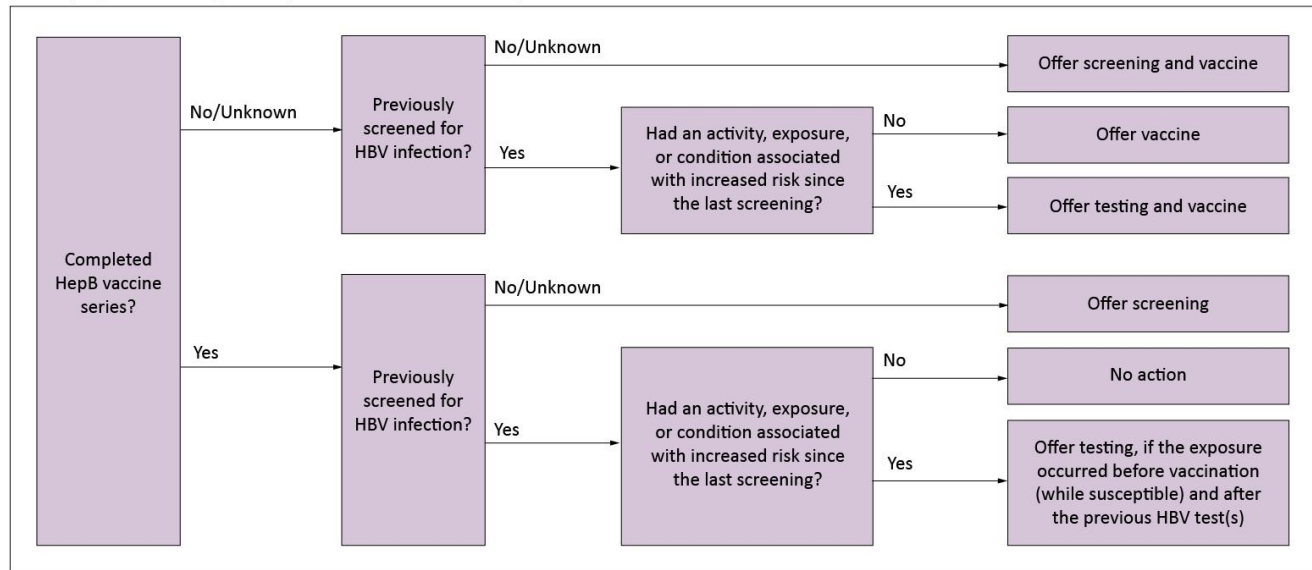 Completed
HepB vaccine
series?
No/Unknown
Previously
screened for
HBV infection?
No/Unknown
Offer screening and vaccine
Yes
Had an activity, exposure,
or condition associated
with increased risk since
the last screening?
No
Offer vaccine
Yes
Offer testing and vaccine
Yes
Previously
screened for
HBV infection?
No/Unknown
Offer screening
Yes
Had an activity, exposure,
or condition associated
with increased risk since
the last screening?
No
No action
Yes
Offer testing, if the exposure
occurred before vaccination
(while susceptible) and after
the previous HBV test(s)